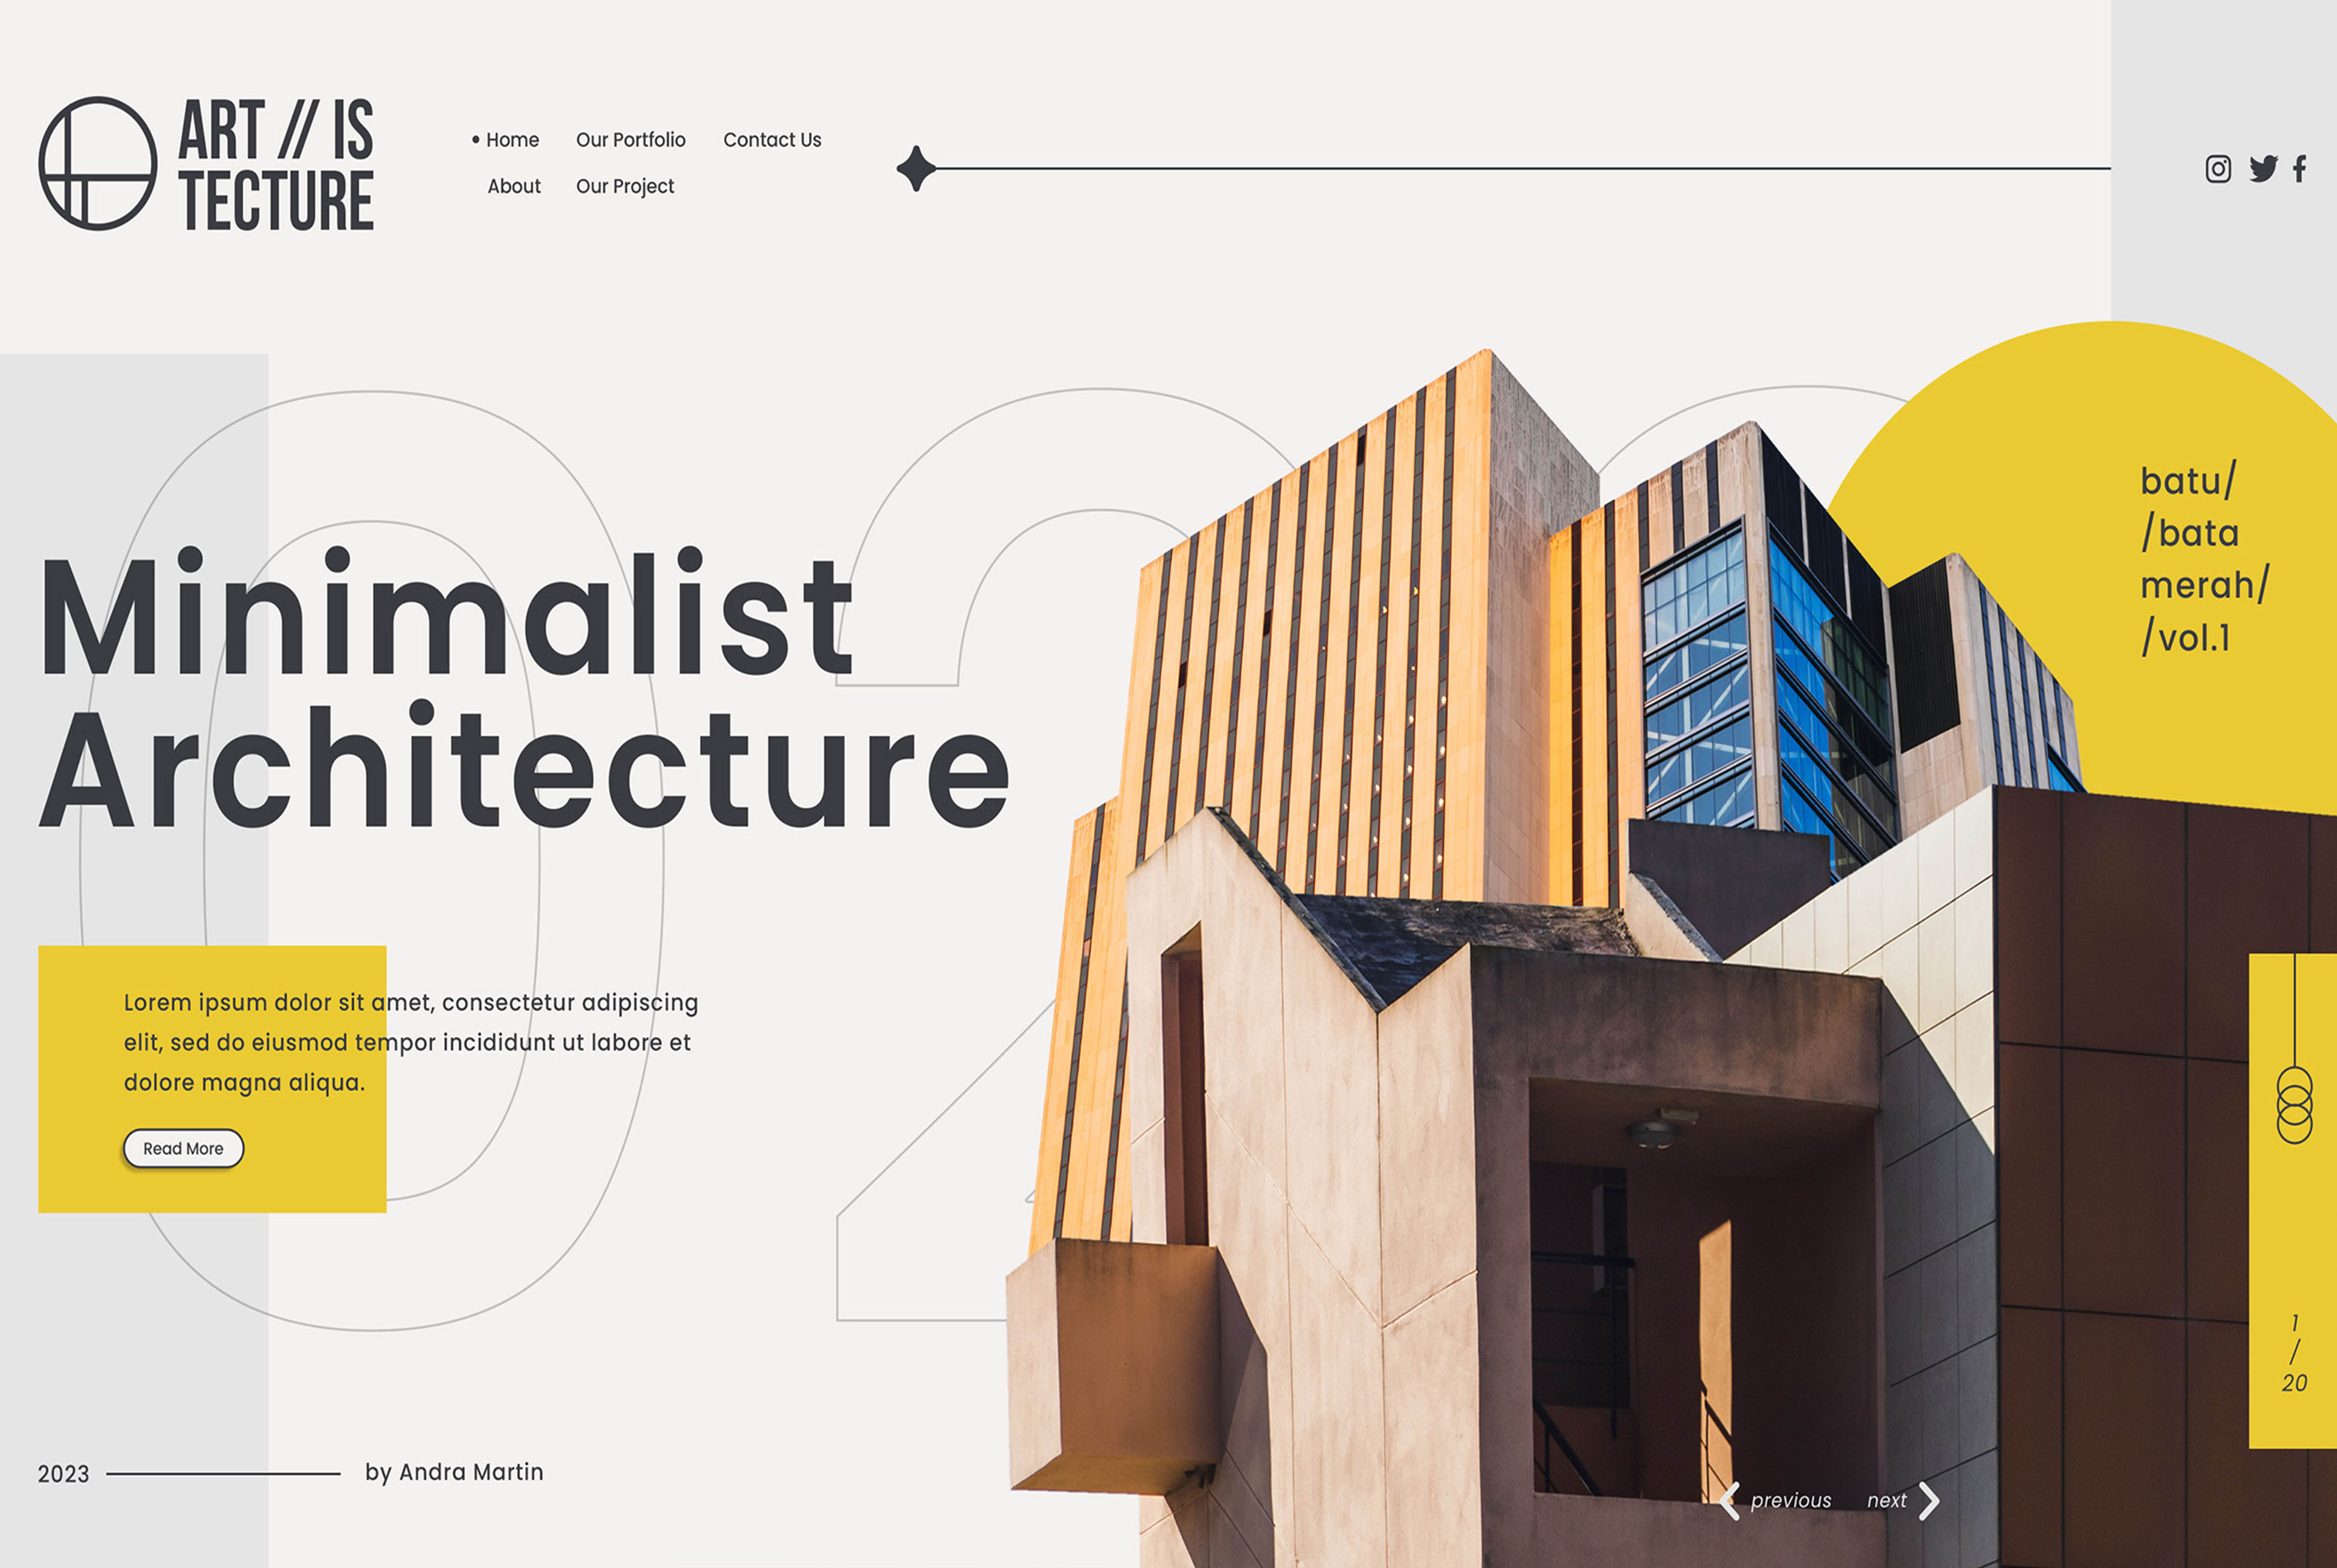 ART // IS
TECTURE
• Home Our Portfolio Contact Us
About Our Project
batu/
/bata
merah/
/vol.1
Minimalist
Architecture
Lorem ipsum dolor sit amet, consectetur adipiscing
elit, sed do eiusmod tempor incididunt ut labore et
dolore magna aliqua.
Read More
1
/
20
2023
by Andra Martin
previous next
02